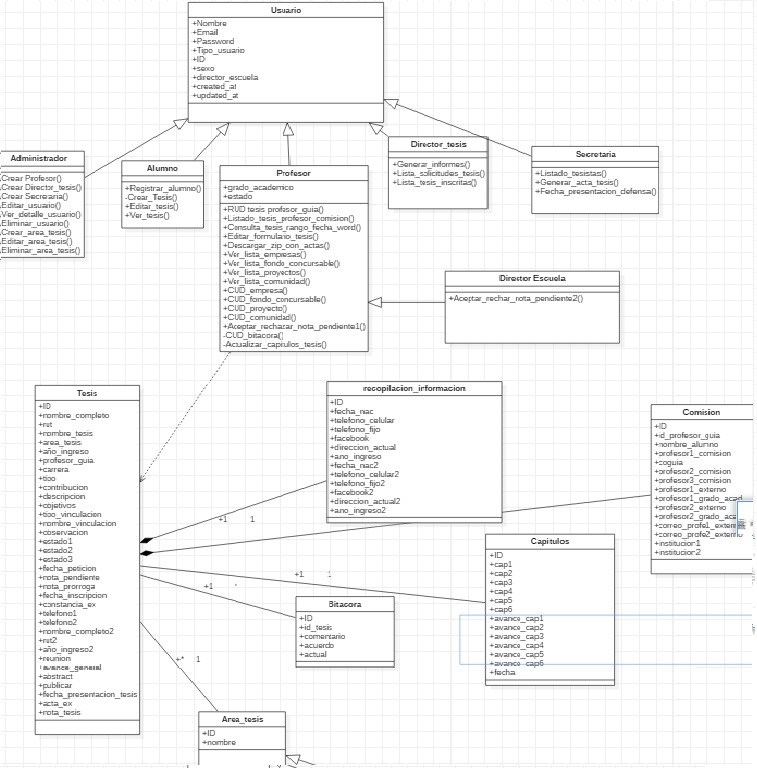 Usuario
+Nombre
+Email
+Password
+Tipo_usuario
+ID
+sexo
+director_escuela
+created_at
+updated_at
Administrador
Crear Profesor()
Crear Director_tesis()
Crear Secrearia()
Editar_usuario()
Ver_detalle_usuario()
Eliminar_usuario()
Crear_area_tesis()
Editar_area_tesis()
Eliminar_area_tesis()
Alumno
+Registrar_alumno()
-Crear_Tesis()
+Editar_tesis()
+Ver_tesis()
Profesor
+grado_academico
+estado
+RUD tesis profesor_guia()
+Listado_tesis_profesor_comision()
+Consulta_tesis_rango_fecha_word()
+Editar_formulario_tesis()
+Descargar_zip_con_actas()
+Ver_lista_empresas()
+Ver_lista_fondo_concursable()
+Ver_lista_proyectos()
+Ver_lista_comunidad()
+CUD_empresa()
+CUD_fondo_concursable()
+CUD_proyecto()
+CUD_comunidad()
+Aceptar_rechazar_nota_pendiente1()
-CUD_bitacora()
-Actualizar_capitulos_tesis()
Director_tesis
+Generar_informes()
+Lista_solicitudes_tesis()
+Lista_tesis_inscritas()
Secretaria
+Listado_tesistas()
+Generar_acta_tesis()
+Fecha_presentacion_defensa()
Director Escuela
+Aceptar_rechar_nota_pendiente2()
Tesis
+ID
+nombre_completo
+rut
+nombre_tesis
+area_tesis
+año_ingreso
+profesor_guia
+carrera
+tipo
+contribucion
+descripcion
+objetivos
+tipo_vinculacion
+nombre_vinculacion
+observacion
+estado1
+estado2
+estado3
+fecha_peticion
+nota_pendiente
+nota_prorroga
+fecha_inscripcion
+constancia_ex
+telefono1
+telefono2
+nombre_completo2
+rut2
+año_ingreso2
+reunion
+avance_general
+abstract
+publicar
+fecha_presentacion_tesis
+acta_ex
+nota_tesis
recopilacion_informacion
+ID
+fecha_nac
+telefono_celular
+telefono_fijo
+facebook
+direccion_actual
+ano_ingreso
+fecha_nac2
+telefono_celular2
+telefono_fijo2
+facebook2
+direccion_actual2
+ano_ingreso2
Comision
+ID
+id_profesor_guia
+nombre_alumno
+profesor1_comision
+coguia
+profesor2_comision
+profesor3_comision
+profesor1_externo
+profesor1_grado_acad
+profesor2_externo
+profesor2_grado_aca
+correo_profe1_extern
+correo_profe2_externo
+institucion1
+institucion2
+1 1
+1 1
+1
+* 1
Capitulos
+ID
+cap1
+cap2
+cap3
+cap4
+cap5
+cap6
+avance_cap1
+avance_cap2
+avance_cap3
+avance_cap4
+avance_cap5
+avance_cap6
+fecha
Bitacora
+ID
+id_tesis
+comentario
+acuerdo
+actual
Area_tesis
+ID
+nombre